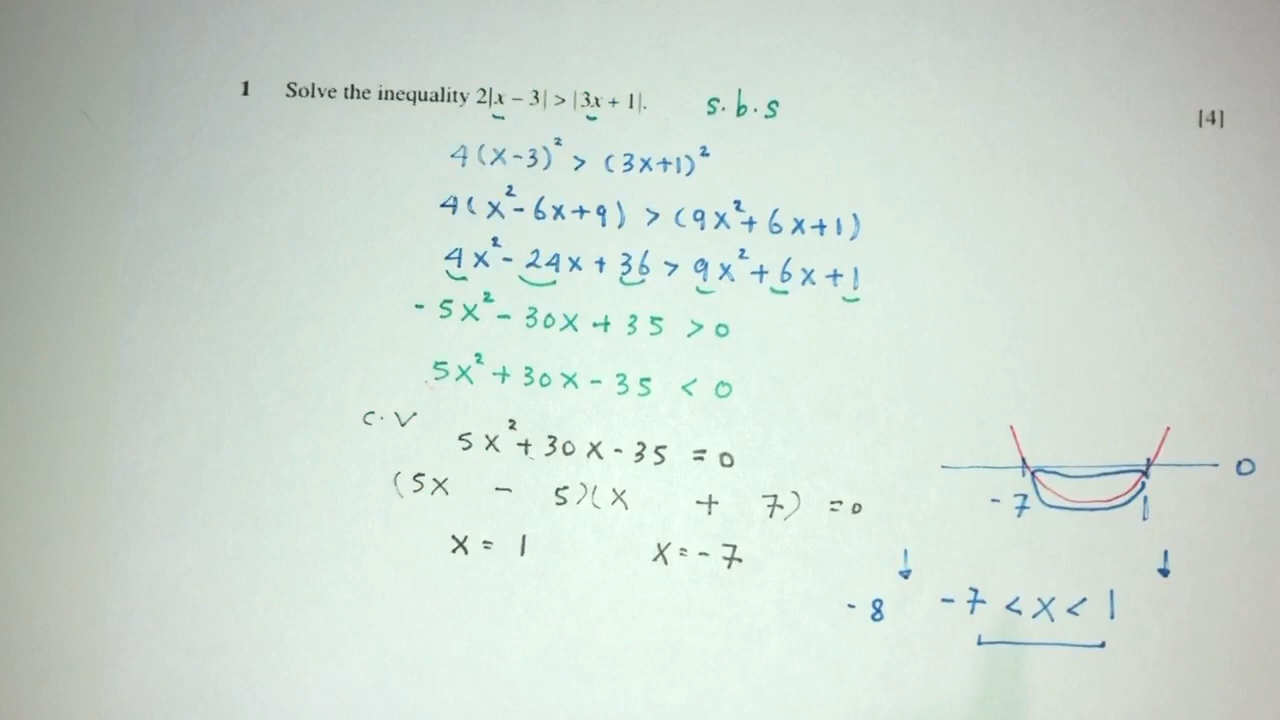 1 Solve the inequality 2|x – 3| > |3x + 1|. s.b.s [4]
4(x-3)² > (3x+1)²
4(x²-6x+9) > (9x²+6x+1)
4x²- 24x + 36 > 9x²+6x+1
-5x²-30x+35 >0
5x²+30x-35 < 0
C.V 5x²+30x-35 =0
(5x - 5)(x + 7) =0
x = 1 x=-7
0
-7 1
-8 -7 <x< 1